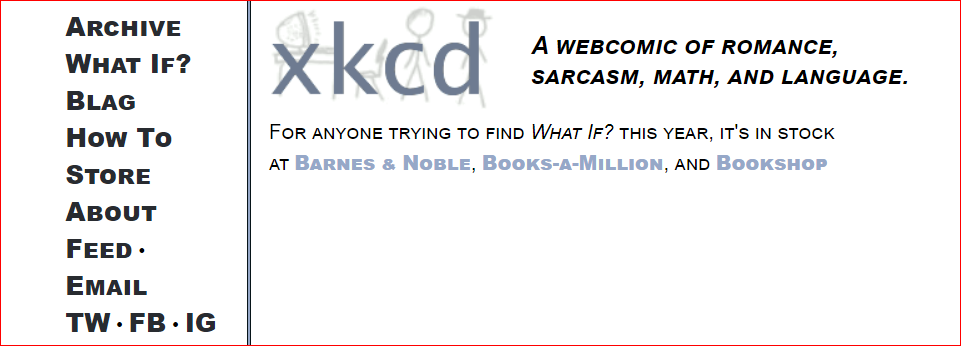 Archive
What If?
Blag
How To
Store
About
Feed •
Email
TW • FB • IG
xkcd
A webcomic of romance,
sarcasm, math, and language.
For anyone trying to find What If? this year, it's in stock
at Barnes & Noble, Books-a-Million, and Bookshop